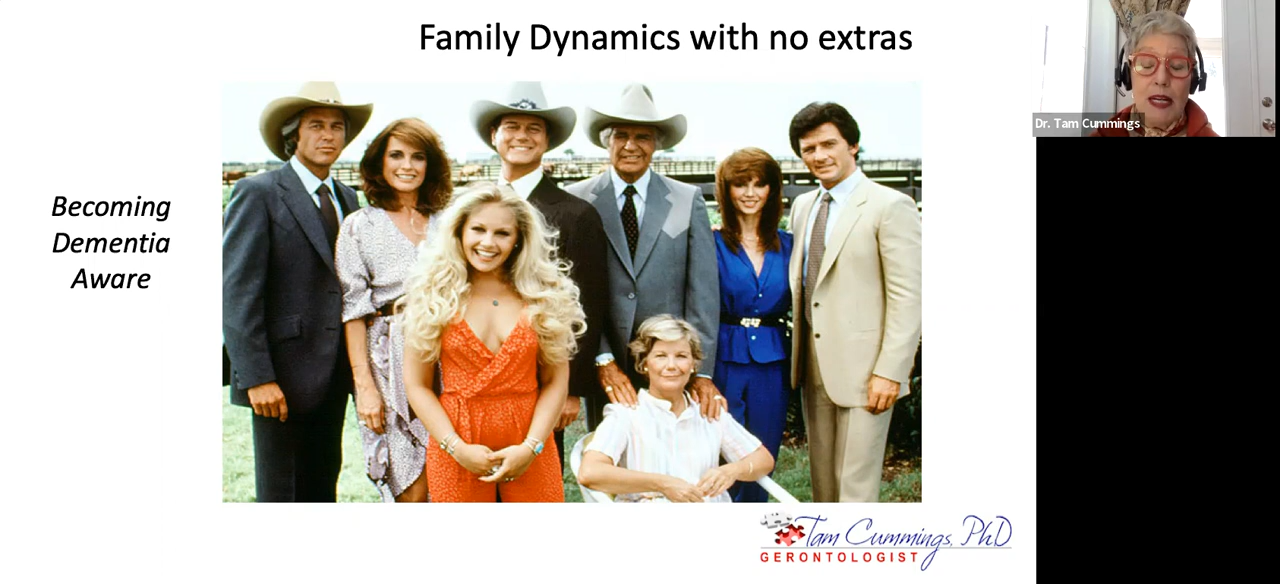 Family Dynamics with no extras
Dr. Tam Cummings
Becoming
Dementia
Aware
Tam Cummings, PhD
GERONTOLOGIST